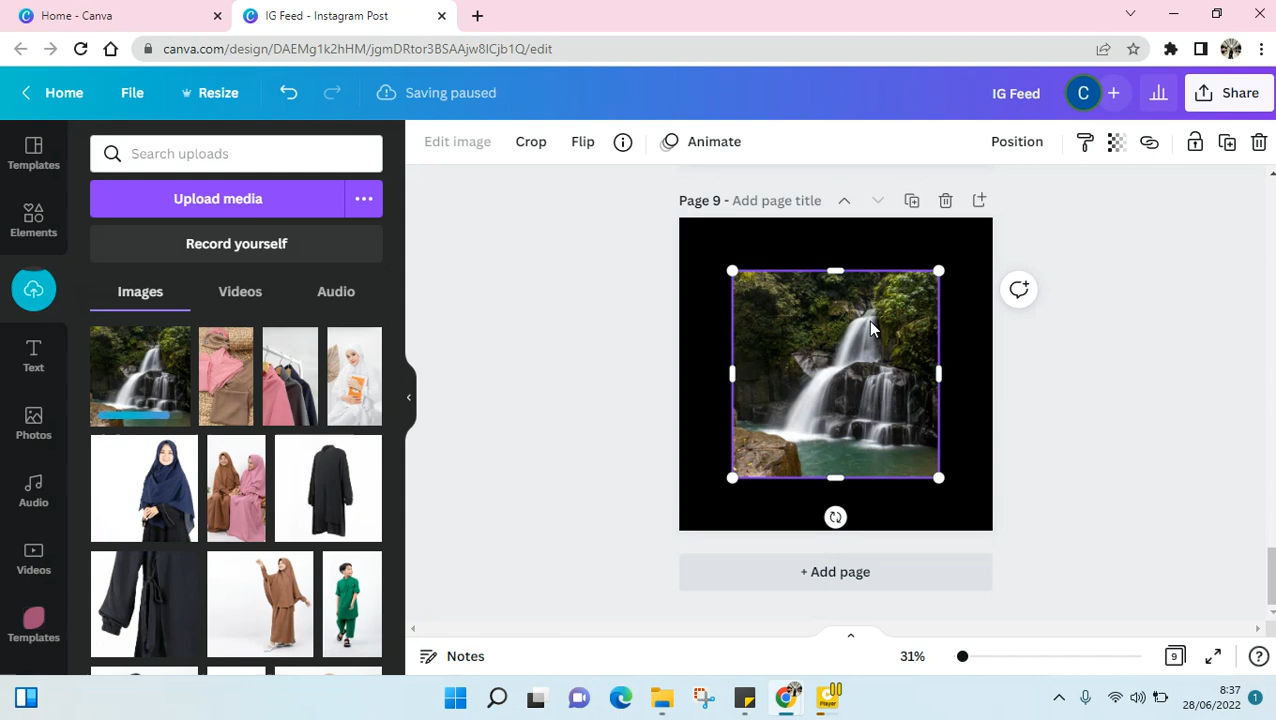 Home - Canva
IG Feed - Instagram Post
canva.com/design/DAEMg1k2hHM/jgmDRtor3BSAAjw8ICjb1Q/edit
Home File Resize Saving paused IG Feed C Share
Templates
Elements
Text
Photos
Audio
Videos
Templates
Search uploads
Upload media
Record yourself
Images Videos Audio
Edit image Crop Flip Animate Position
Page 9 - Add page title
+ Add page
Notes 31% 9
Player
8:37
28/06/2022
1